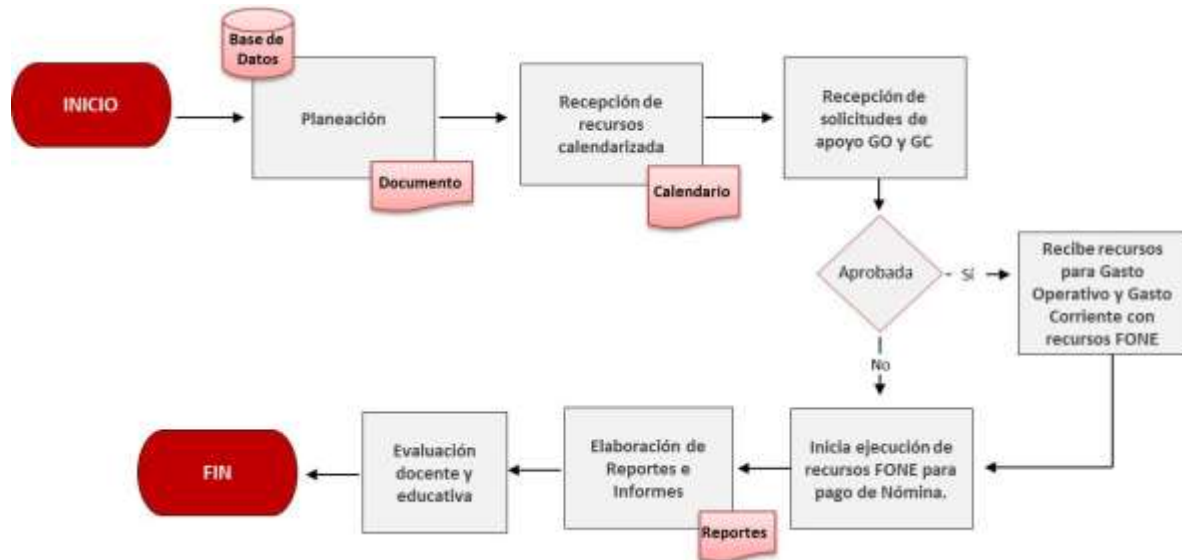 Base de
Datos
INICIO
Planeación
Documento
Recepción de
recursos
calendarizada
Calendario
Recepción de
solicitudes de
apoyo GO y GC
Aprobada
Sí
No
Recibe recursos
para Gasto
Operativo y Gasto
Corriente con
recursos FONE
Inicia ejecución de
recursos FONE para
pago de Nómina.
Elaboración de
Reportes e
Informes
Reportes
Evaluación
docente y
educativa
FIN